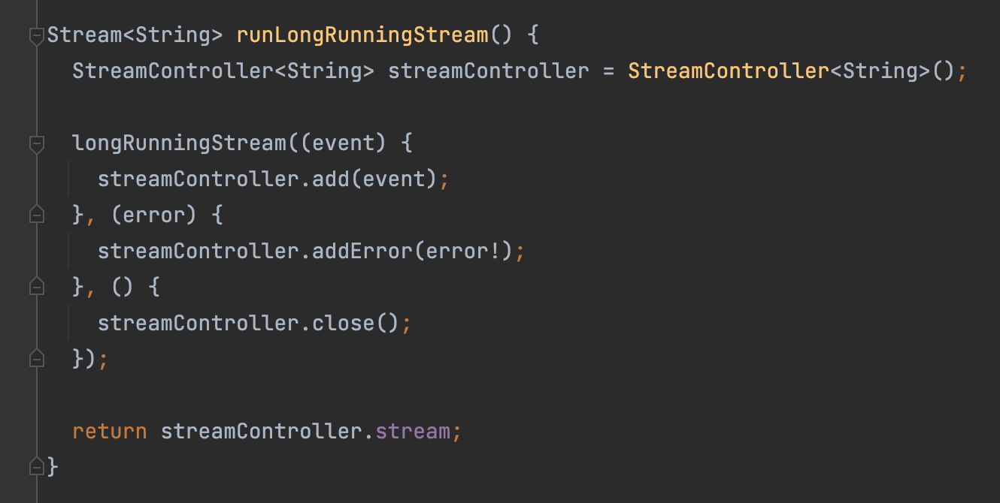 Stream<String> runLongRunningStream() {
  StreamController<String> streamController = StreamController<String>();

  longRunningStream((event) {
    streamController.add(event);
  }, (error) {
    streamController.addError(error!);
  }, () {
    streamController.close();
  });

  return streamController.stream;
}